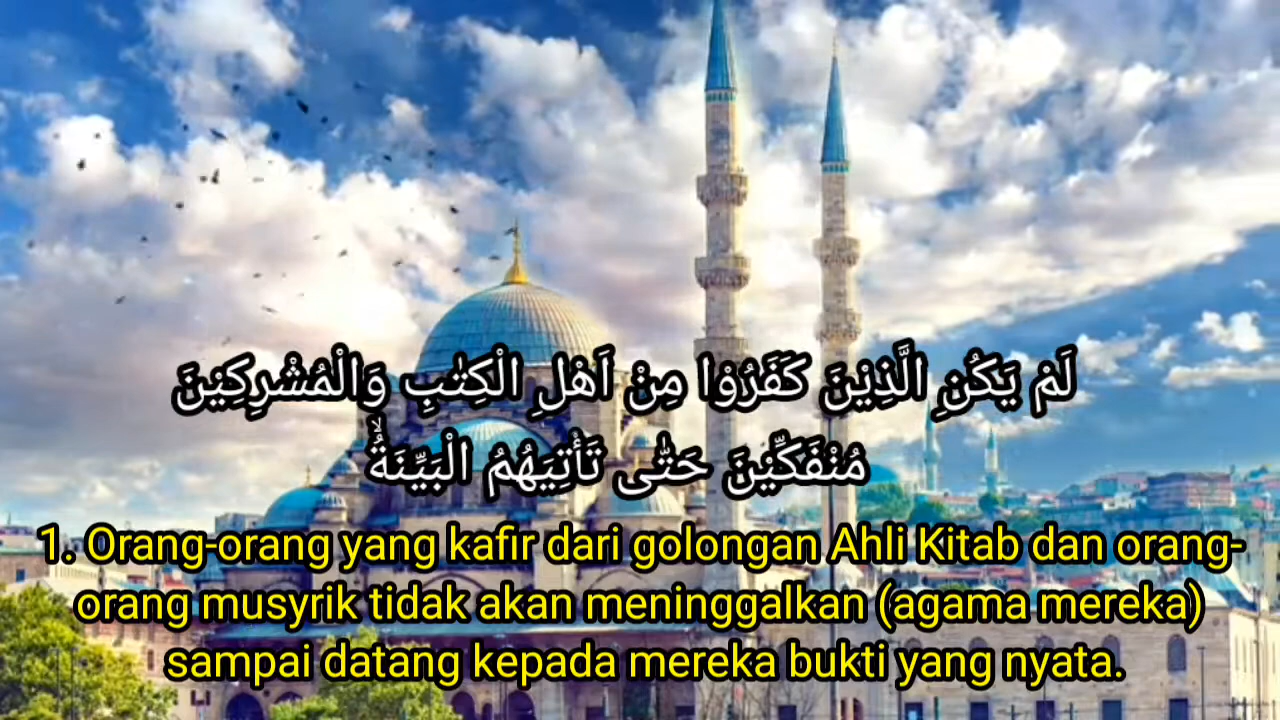 لَمْ يَكُنِ الَّذِيْنَ كَفَرُوْا مِنْ اَهْلِ الْكِتٰبِ وَالْمُشْرِكِيْنَ
مُنْفَكِّيْنَ حَتّٰى تَأْتِيَهُمُ الْبَيِّنَةُۙ
1. Orang-orang yang kafir dari golongan Ahli Kitab dan orang-
orang musyrik tidak akan meninggalkan (agama mereka)
sampai datang kepada mereka bukti yang nyata.